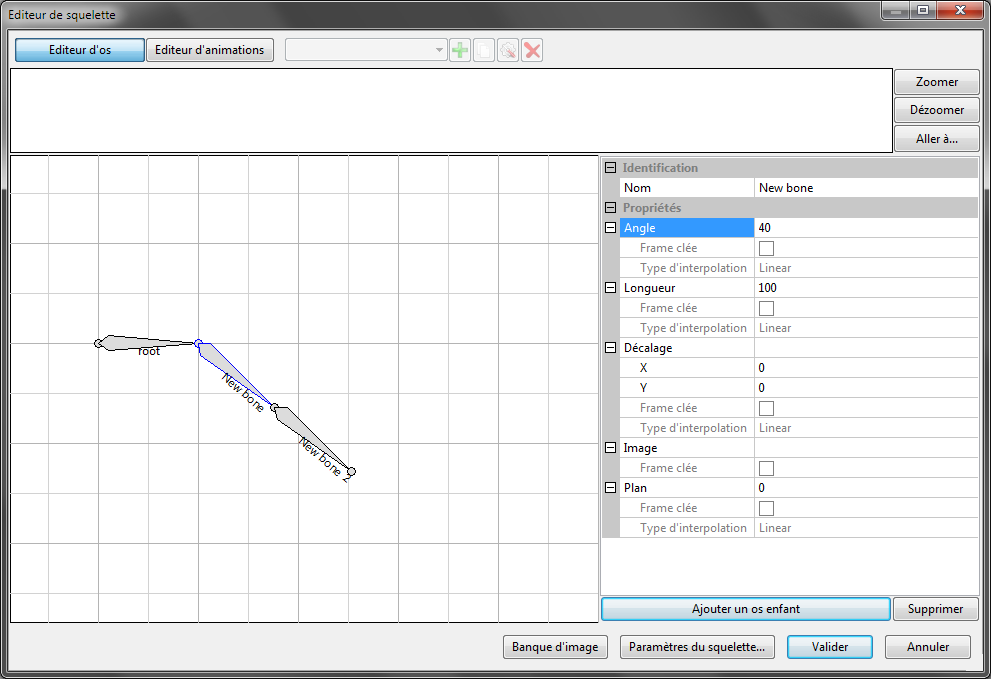 Editeur de squelette
Editeur d'os Editeur d'animations
Zoomer
Dézoomer
Aller à...
Identification
Nom New bone
Propriétés
Angle 40
Frame clée
Type d'interpolation Linear
Longueur 100
Frame clée
Type d'interpolation Linear
Décalage
X 0
Y 0
Frame clée
Type d'interpolation Linear
Image
Frame clée
Plan 0
Frame clée
Type d'interpolation Linear
root
New bone
New bone 2
Ajouter un os enfant Supprimer
Banque d'image Paramètres du squelette... Valider Annuler